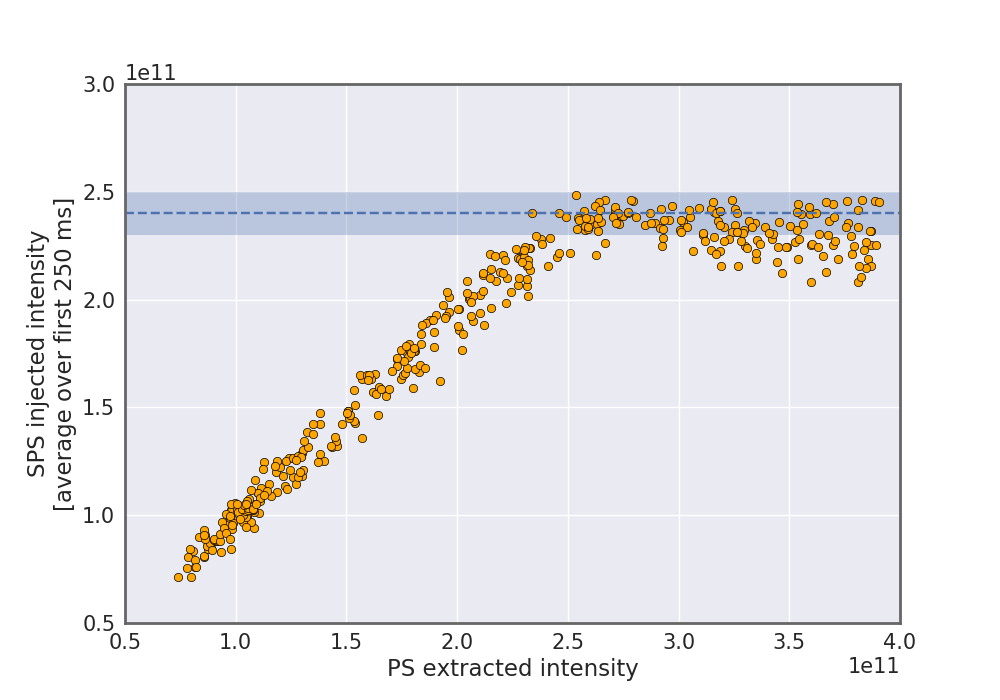 1e11
3.0
2.5
2.0
1.5
1.0
0.5
SPS injected intensity
[average over first 250 ms]
0.5 1.0 1.5 2.0 2.5 3.0 3.5 4.0
PS extracted intensity
1e11